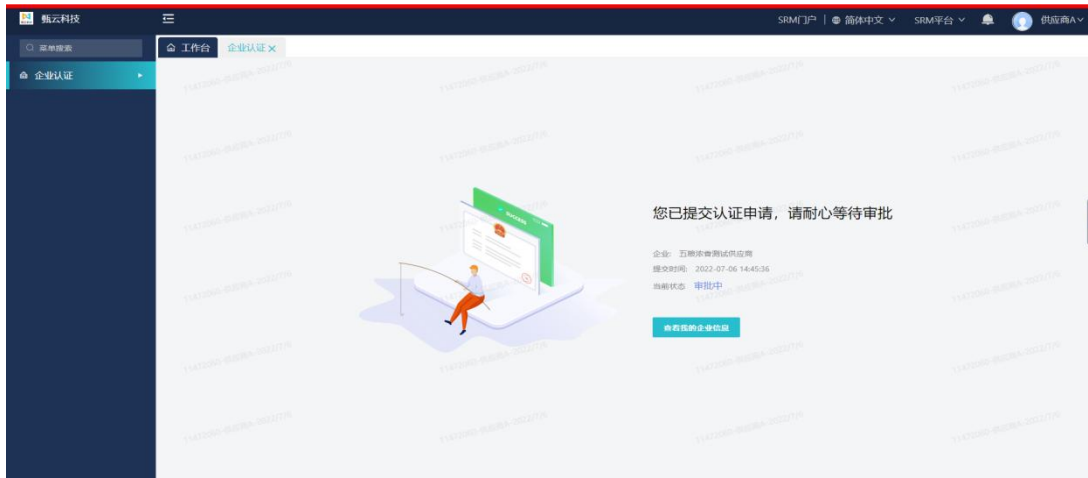 甄云科技
SRM门户 简体中文 SRM平台 供应商A
菜单搜索
工作台 企业认证
企业认证
SUCCESS
您已提交认证申请，请耐心等待审批
企业: 五粮浓香测试供应商
提交时间: 2022-07-06 14:45:36
当前状态 审批中
查看我的企业信息